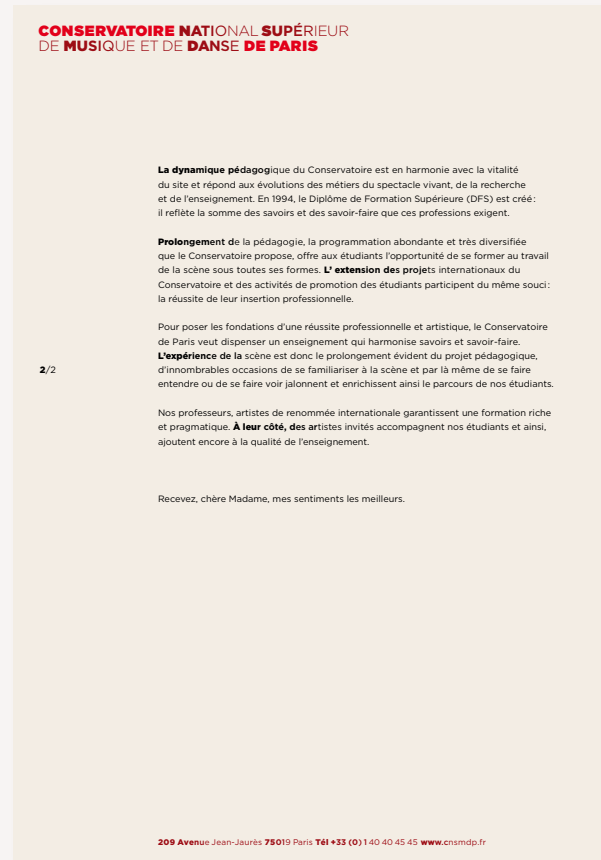 CONSERVATOIRE NATIONAL SUPÉRIEUR
DE MUSIQUE ET DE DANSE DE PARIS
La dynamique pédagogique du Conservatoire est en harmonie avec la vitalité
du site et répond aux évolutions des métiers du spectacle vivant, de la recherche
et de l'enseignement. En 1994, le Diplôme de Formation Supérieure (DFS) est créé:
il reflète la somme des savoirs et des savoir-faire que ces professions exigent.
Prolongement de la pédagogie, la programmation abondante et très diversifiée
que le Conservatoire propose, offre aux étudiants l'opportunité de se former au travail
de la scène sous toutes ses formes. L' extension des projets internationaux du
Conservatoire et des activités de promotion des étudiants participent du même souci:
la réussite de leur insertion professionelle.
Pour poser les fondations d'une réussite professionnelle et artistique, le Conservatoire
de Paris veut dispenser un enseignement qui harmonise savoirs et savoir-faire.
L'expérience de la scène est donc le prolongement évident du projet pédagogique,
d'innombrables occasions de se familiariser à la scène et par là même de se faire
entendre ou de se faire voir jalonnent et enrichissent ainsi le parcours de nos étudiants.
2/2
Nos professeurs, artistes de renommée internationale garantissent une formation riche
et pragmatique. À leur côté, des artistes invités accompagnent nos étudiants et ainsi,
ajoutent encore à la qualité de l'enseignement.
Recevez, chère Madame, mes sentiments les meilleurs.
209 Avenue Jean-Jaurès 75019 Paris Tél +33 (0) 1 40 40 45 45 www.cnsmdp.fr